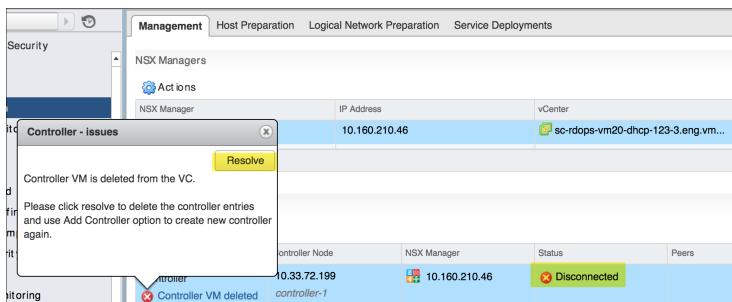 Management Host Preparation Logical Network Preparation Service Deployments
Security
NSX Managers
Actions
NSX Manager IP Address vCenter
10.160.210.46 sc-rdops-vm20-dhcp-123-3.eng.vm...
Controller - issues
Resolve
Controller VM is deleted from the VC.
Please click resolve to delete the controller entries
and use Add Controller option to create new controller
again.
Controller Node NSX Manager Status Peers
Controller 10.33.72.199 10.160.210.46 Disconnected
Controller VM deleted controller-1